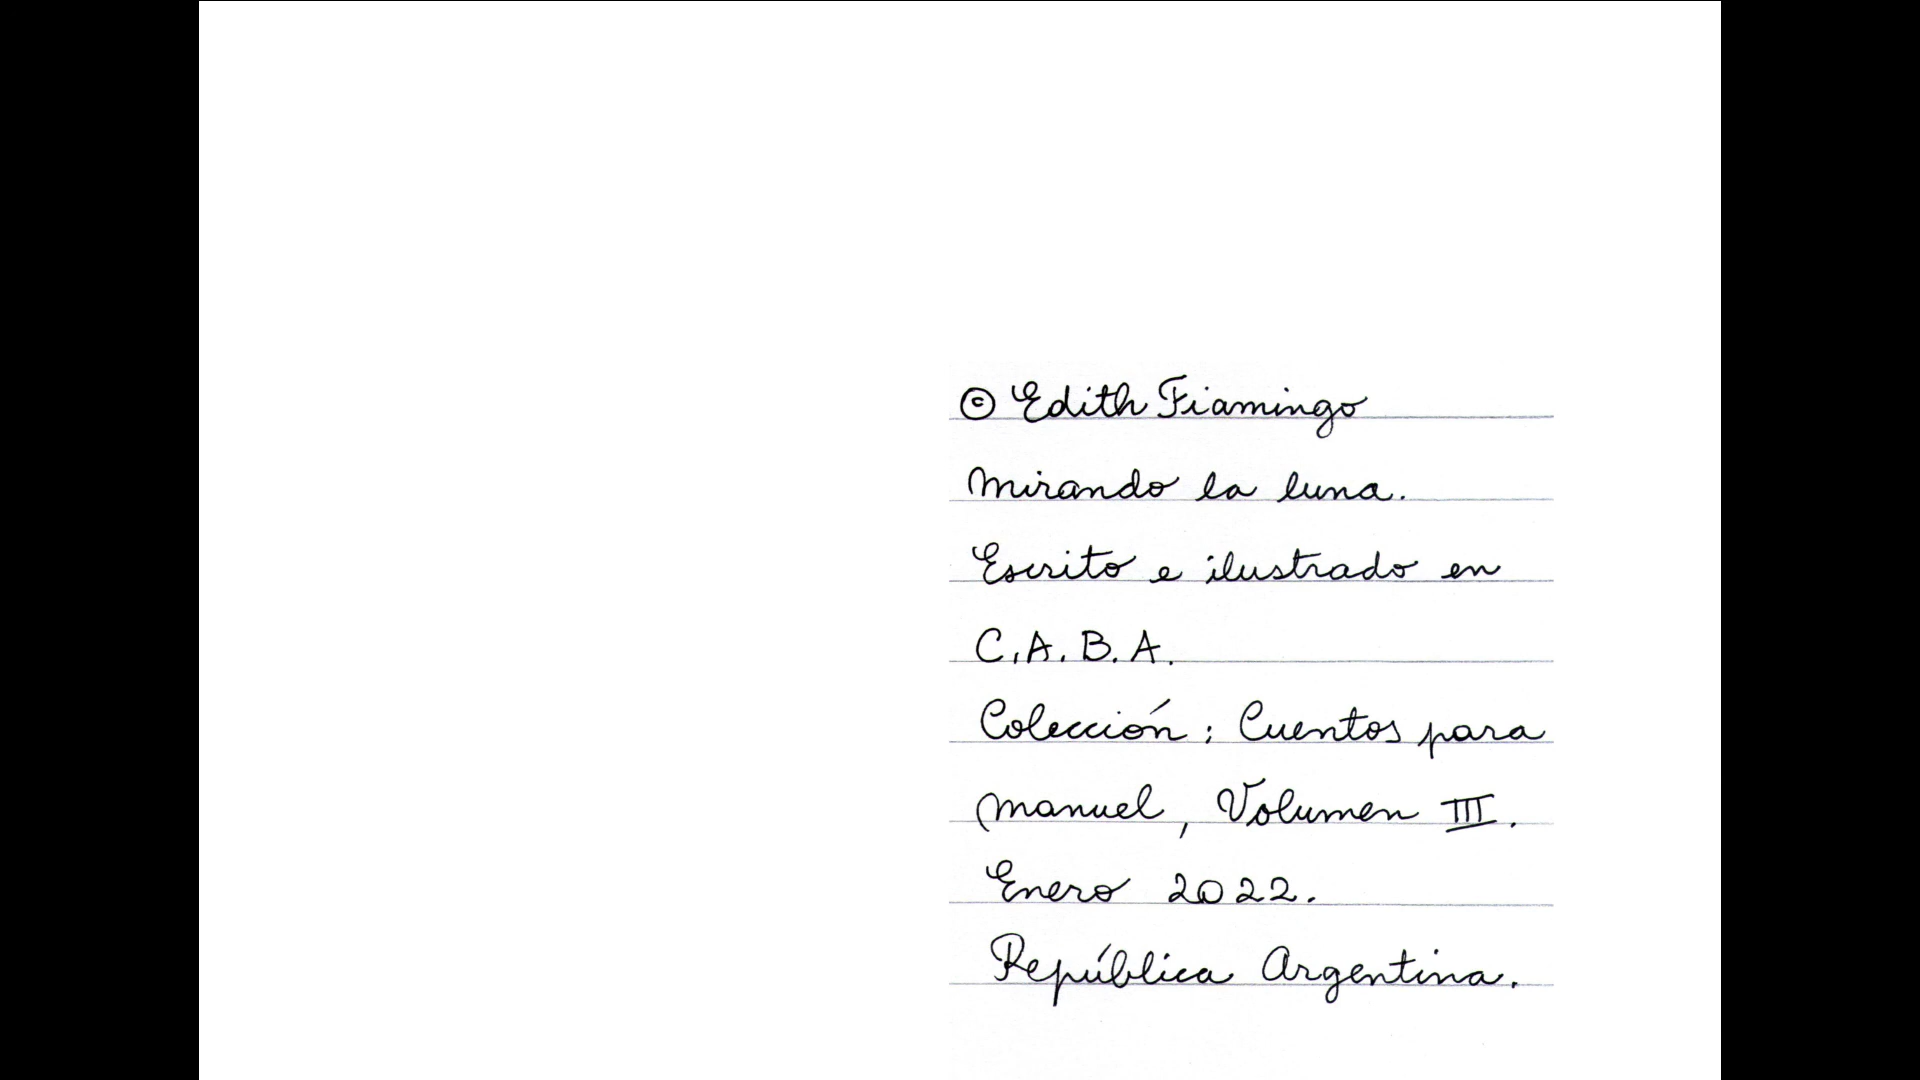 © Edith Fiamingo
Mirando la luna.
Escrito e ilustrado en
C.A.B.A.
Colección: Cuentos para
Manuel, Volumen III.
Enero 2022.
República Argentina.